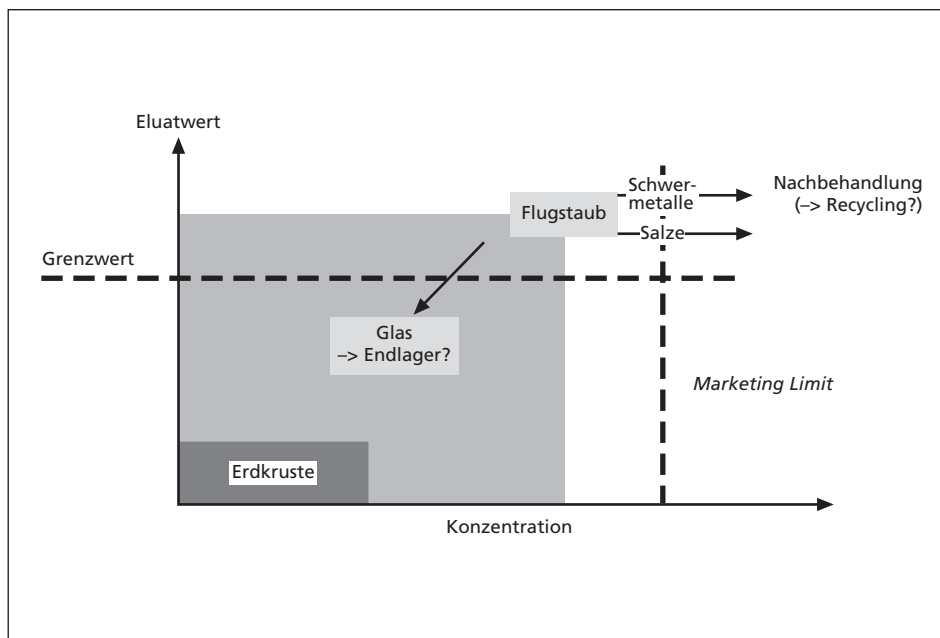 Eluatwert
Schwer-
metalle
Nachbehandlung
(–> Recycling?)
Flugstaub
Salze
Grenzwert
Glas
–> Endlager?
Marketing Limit
Erdkruste
Konzentration